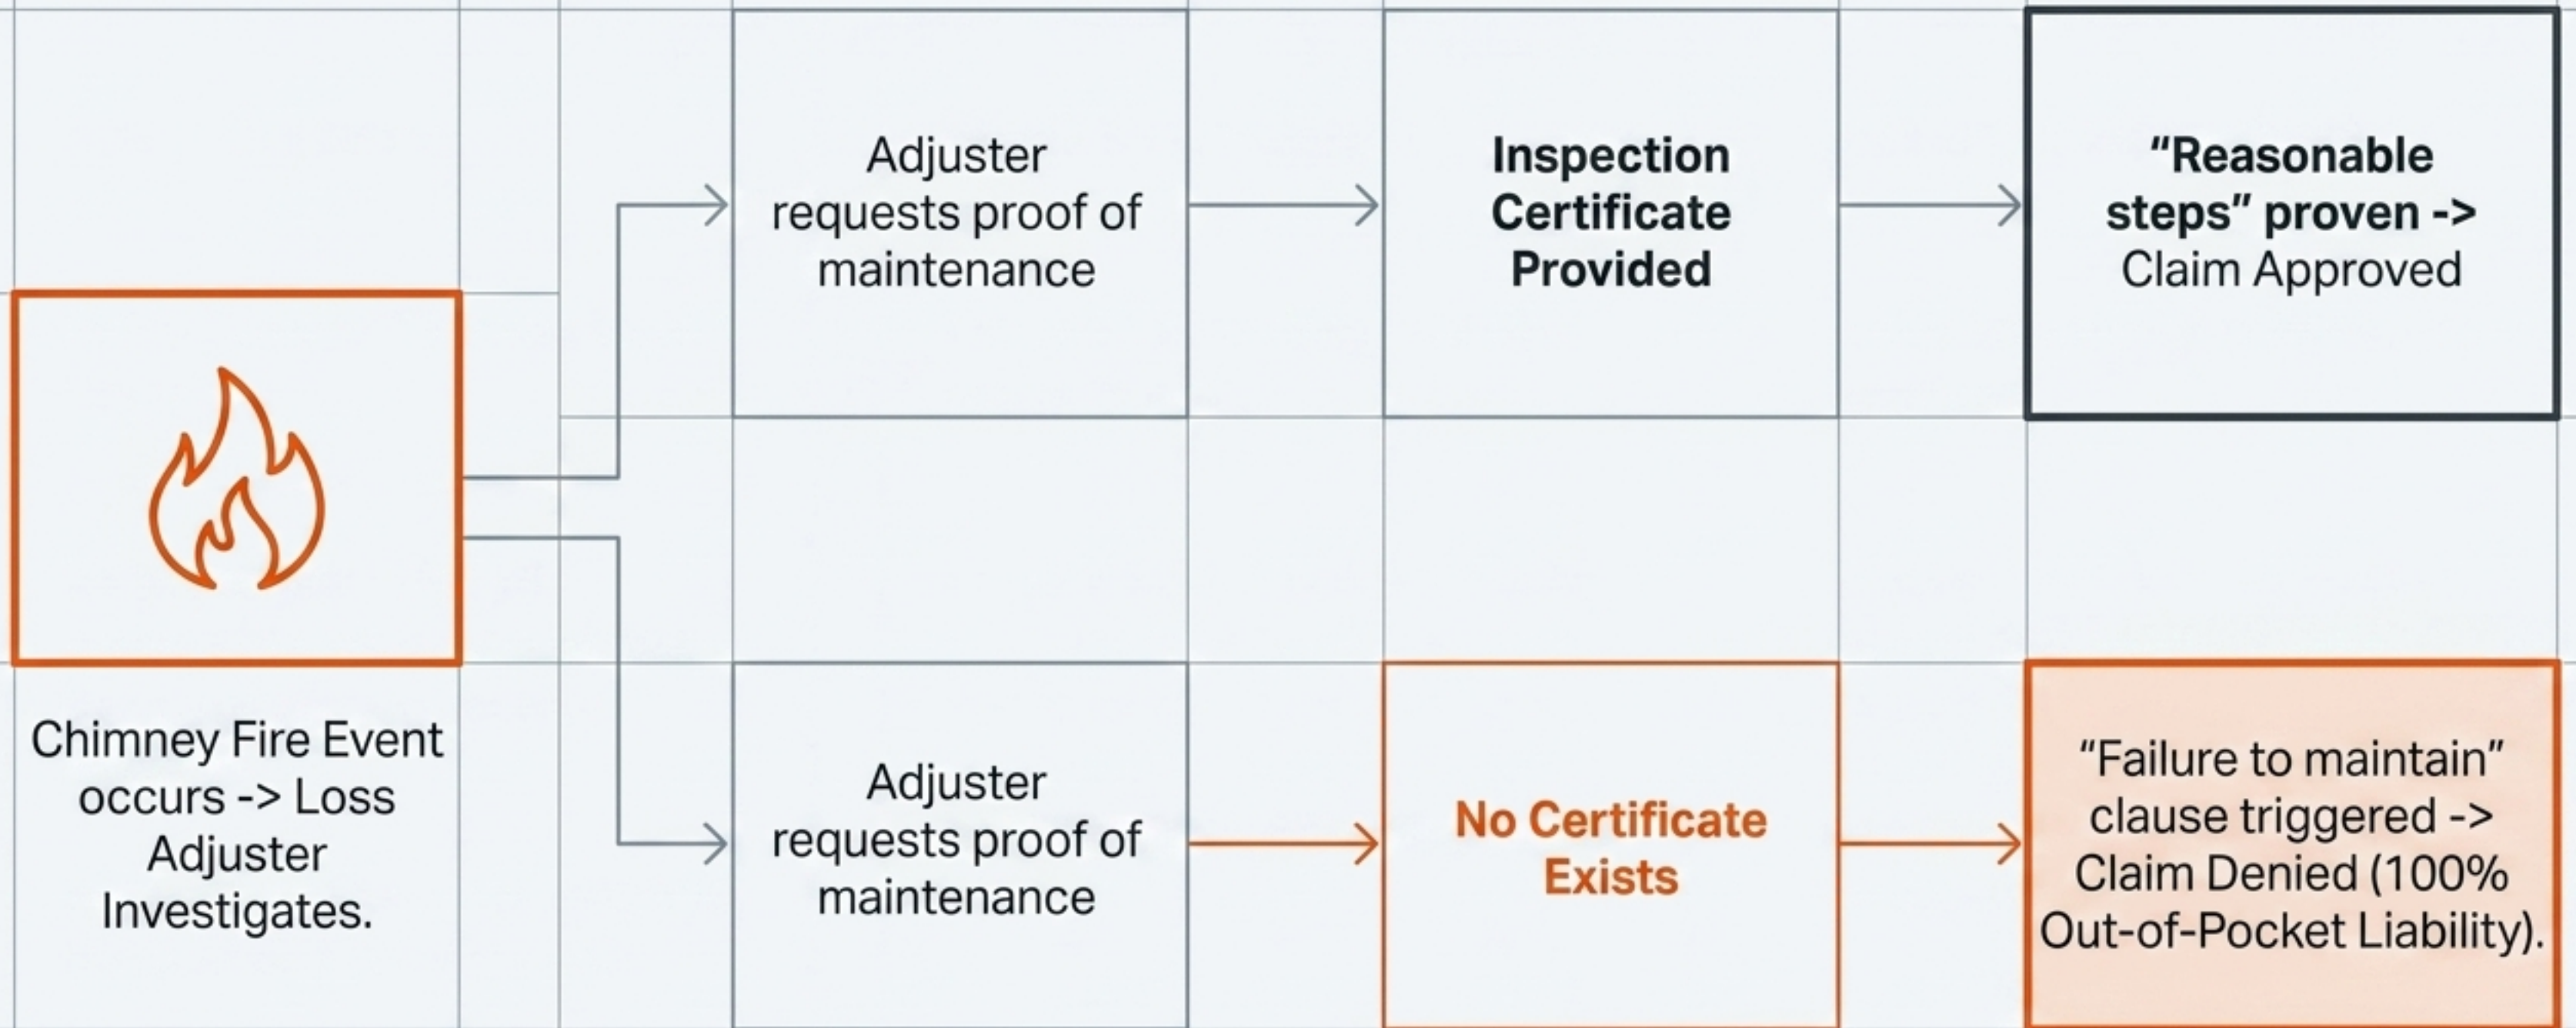 Adjuster
requests proof of
maintenance
Inspection
Certificate
Provided
“Reasonable
steps” proven ->
Claim Approved
Chimney Fire Event
occurs -> Loss
Adjuster
Investigates.
Adjuster
requests proof of
maintenance
No Certificate
Exists
“Failure to maintain”
clause triggered ->
Claim Denied (100%
Out-of-Pocket Liability).